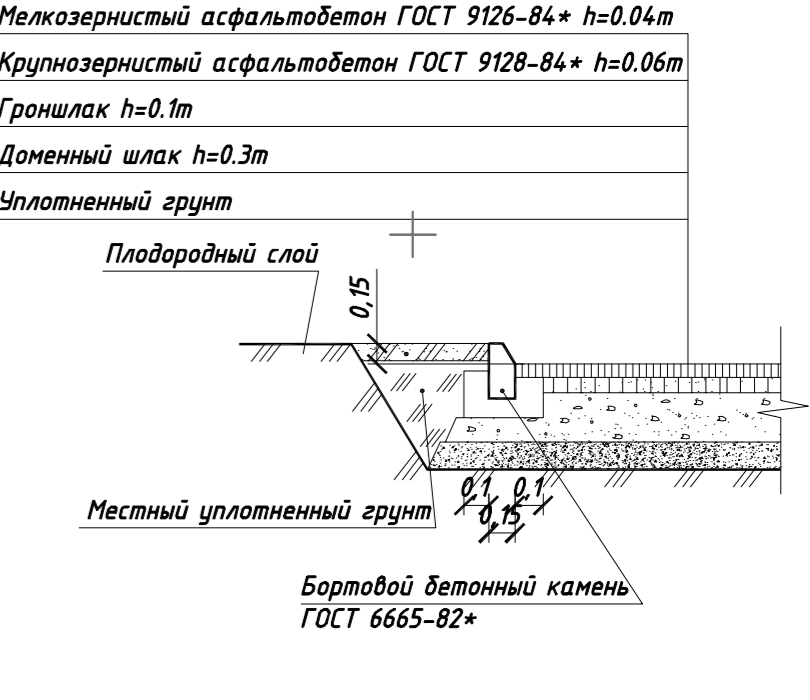 Мелкозернистый асфальтобетон ГОСТ 9126-84* h=0.04m
Крупнозернистый асфальтобетон ГОСТ 9128-84* h=0.06m
Гроншлак h=0.1m
Доменный шлак h=0.3m
Уплотненный грунт
Плодородный слой
0,15
0,1 0,1
0,15
Местный уплотненный грунт
Бортовой бетонный камень
ГОСТ 6665-82*